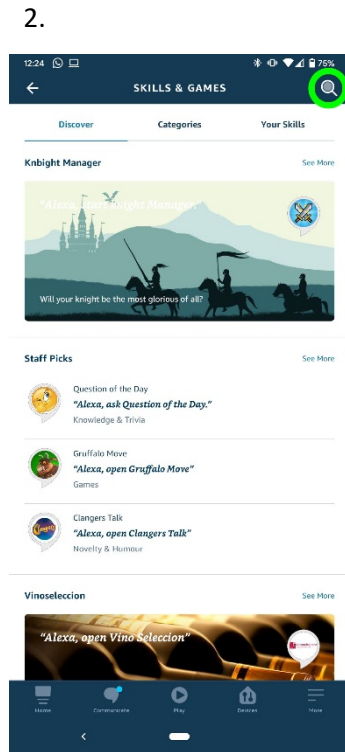 2.
12:24 75%
SKILLS & GAMES
Discover Categories Your Skills
Knbight Manager See More
"Alexa, start Knight Manager."
Will your knight be the most glorious of all?
Staff Picks See More
Question of the Day
"Alexa, ask Question of the Day."
Knowledge & Trivia
Gruffalo Move
"Alexa, open Gruffalo Move"
Games
Clangers Talk
"Alexa, open Clangers Talk"
Novelty & Humour
Clangers
Vinoseleccion See More
"Alexa, open Vino Seleccion"
Home Communicate Play Devices More